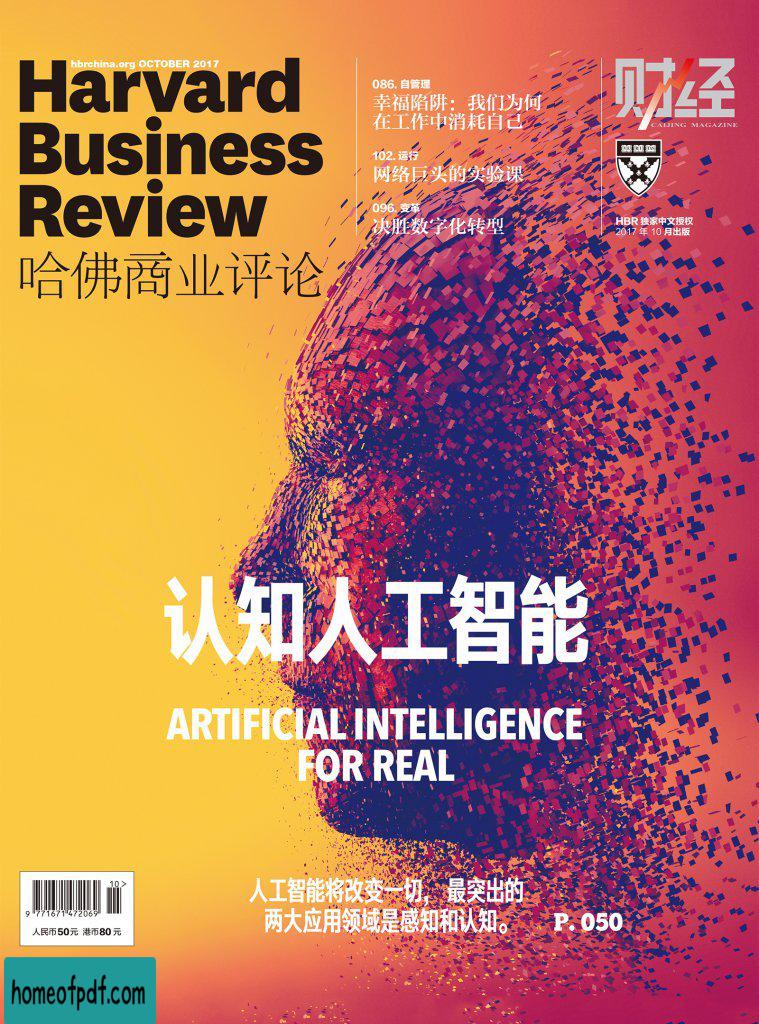 hbrchina.org OCTOBER 2017
Harvard
Business
Review
哈佛商业评论
086. 自管理
幸福陷阱：我们为何
在工作中消耗自己
102. 运行
网络巨头的实验课
096. 变革
决胜数字化转型
财经
CAIJING MAGAZINE
HBR 独家中文授权
2017 年 10 月出版
认知人工智能
ARTIFICIAL INTELLIGENCE
FOR REAL
人工智能将改变一切，最突出的
两大应用领域是感知和认知。 P. 050
10>
9 771671 472069
人民币50元 港币80元
homeofpdf.com